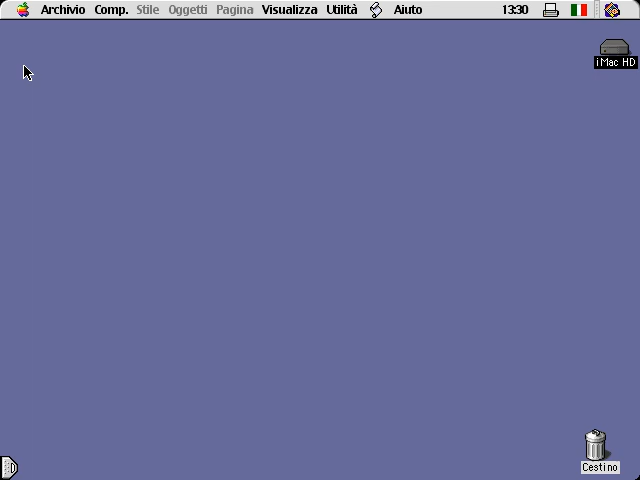 Archivio Comp. Stile Oggetti Pagina Visualizza Utilità Aiuto 13:30
iMac HD
Cestino